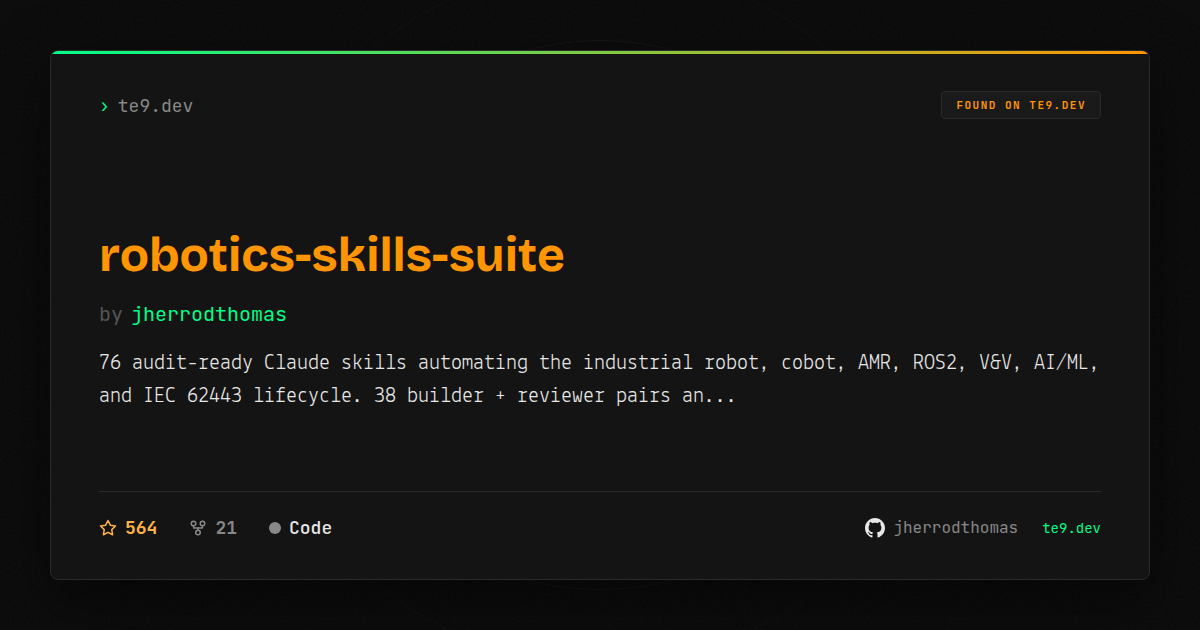 › te9.dev
FOUND ON TE9.DEV
robotics-skills-suite
by jherrodthomas
76 audit-ready Claude skills automating the industrial robot, cobot, AMR, ROS2, V&V, AI/ML,
and IEC 62443 lifecycle. 38 builder + reviewer pairs an...
564 21 Code
jherrodthomas te9.dev